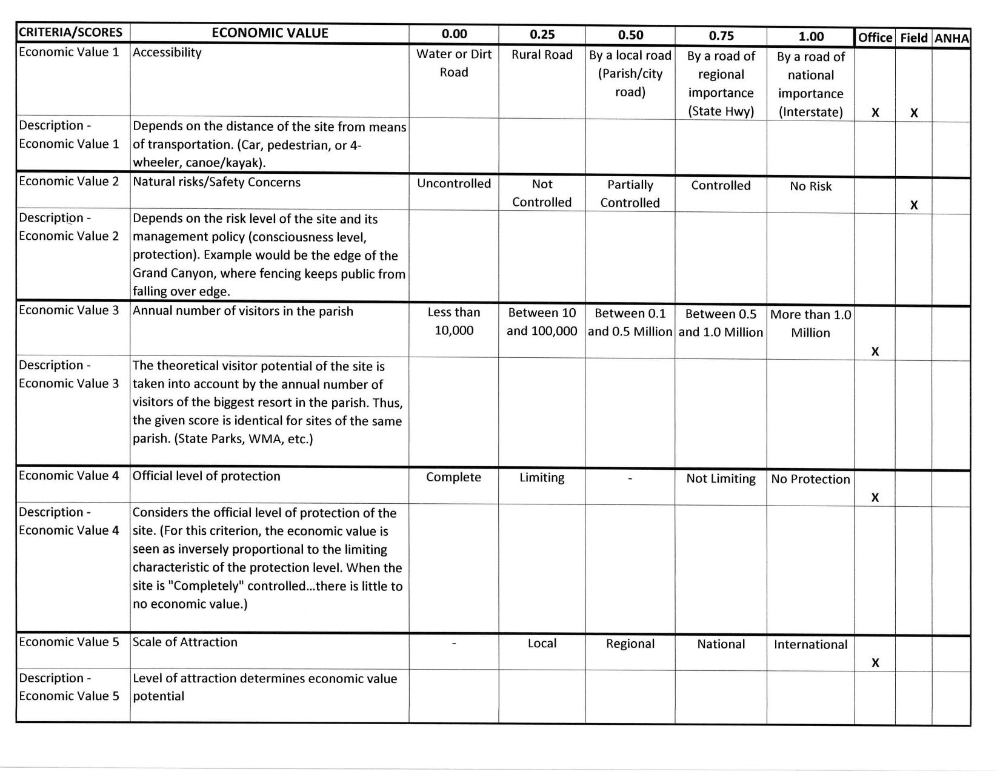 CRITERIA/SCORES ECONOMIC VALUE 0.00 0.25 0.50 0.75 1.00 Office Field ANHA
Economic Value 1 Accessibility Water or Dirt Rural Road By a local road By a road of By a road of
Road (Parish/city regional national
road) importance importance
(State Hwy) (Interstate) X X
Description - Depends on the distance of the site from means
Economic Value 1 of transportation. (Car, pedestrian, or 4-
wheeler, canoe/kayak).
Economic Value 2 Natural risks/Safety Concerns Uncontrolled Not Partially Controlled No Risk
Controlled Controlled X
Description - Depends on the risk level of the site and its
Economic Value 2 management policy (consciousness level,
protection). Example would be the edge of the
Grand Canyon, where fencing keeps public from
falling over edge.
Economic Value 3 Annual number of visitors in the parish Less than Between 10 Between 0.1 Between 0.5 More than 1.0
10,000 and 100,000 and 0.5 Million and 1.0 Million Million
X
Description - The theoretical visitor potential of the site is
Economic Value 3 taken into account by the annual number of
visitors of the biggest resort in the parish. Thus,
the given score is identical for sites of the same
parish. (State Parks, WMA, etc.)
Economic Value 4 Official level of protection Complete Limiting - Not Limiting No Protection
X
Description - Considers the official level of protection of the
Economic Value 4 site. (For this criterion, the economic value is
seen as inversely proportional to the limiting
characteristic of the protection level. When the
site is "Completely" controlled...there is little to
no economic value.)
Economic Value 5 Scale of Attraction - Local Regional National International
X
Description - Level of attraction determines economic value
Economic Value 5 potential